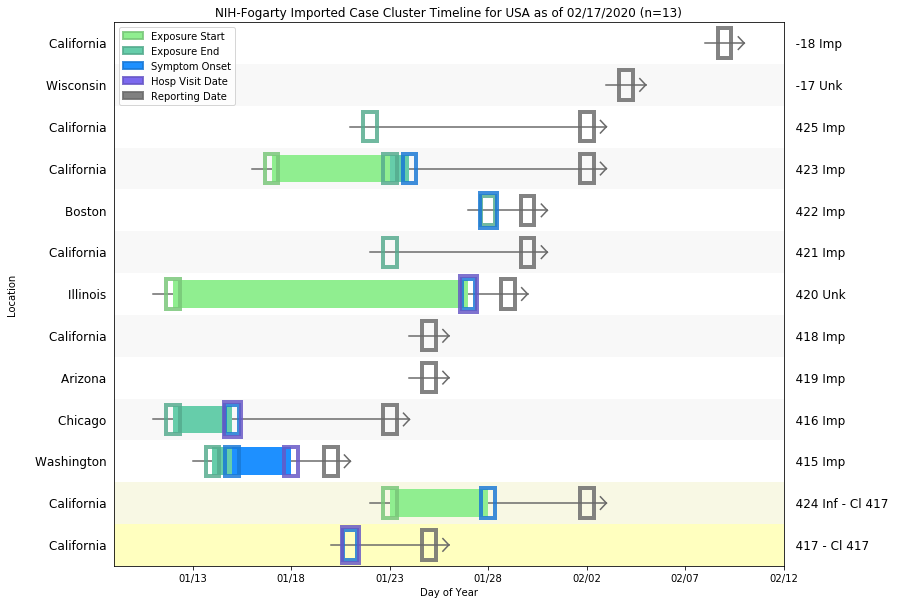 NIH-Fogarty Imported Case Cluster Timeline for USA as of 02/17/2020 (n=13)
Exposure Start
Exposure End
Symptom Onset
Hosp Visit Date
Reporting Date
Location
California -18 Imp
Wisconsin -17 Unk
California 425 Imp
California 423 Imp
Boston 422 Imp
California 421 Imp
Illinois 420 Unk
California 418 Imp
Arizona 419 Imp
Chicago 416 Imp
Washington 415 Imp
California 424 Inf - Cl 417
California 417 - Cl 417
01/13 01/18 01/23 01/28 02/02 02/07 02/12
Day of Year